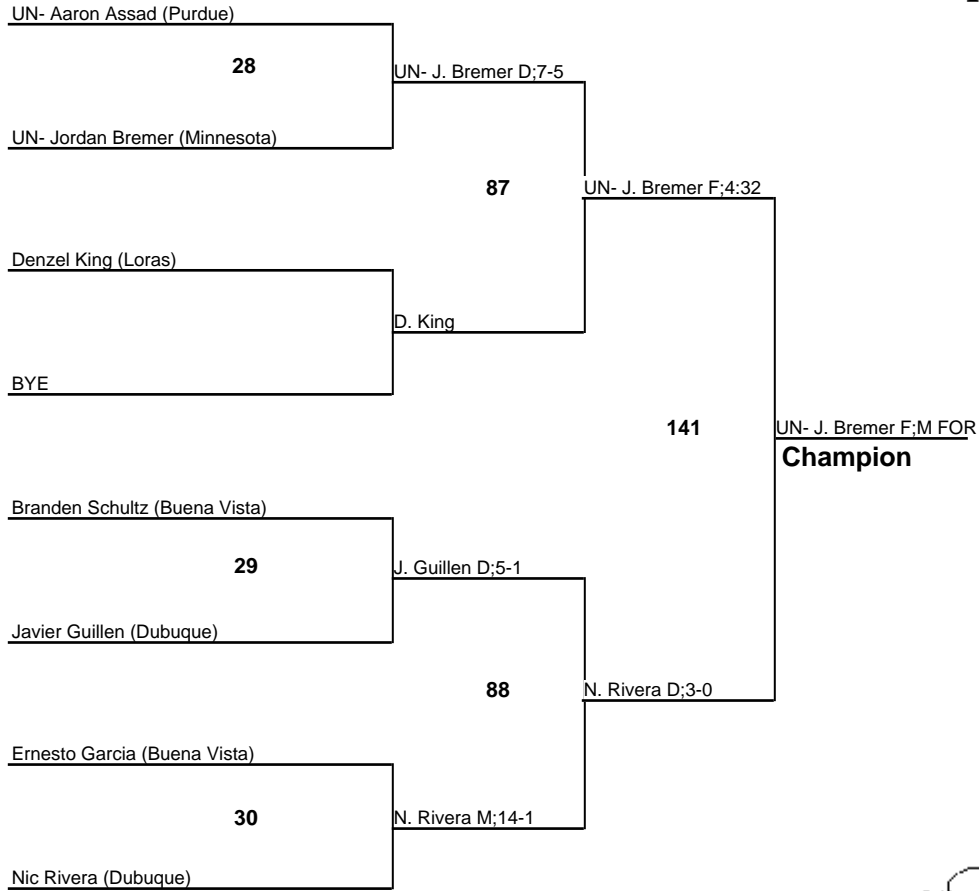 UN- Aaron Assad (Purdue)
28
UN- J. Bremer D;7-5
UN- Jordan Bremer (Minnesota)
87
UN- J. Bremer F;4:32
Denzel King (Loras)
D. King
BYE
141
UN- J. Bremer F;M FOR
Champion
Branden Schultz (Buena Vista)
29
J. Guillen D;5-1
Javier Guillen (Dubuque)
88
N. Rivera D;3-0
Ernesto Garcia (Buena Vista)
30
N. Rivera M;14-1
Nic Rivera (Dubuque)